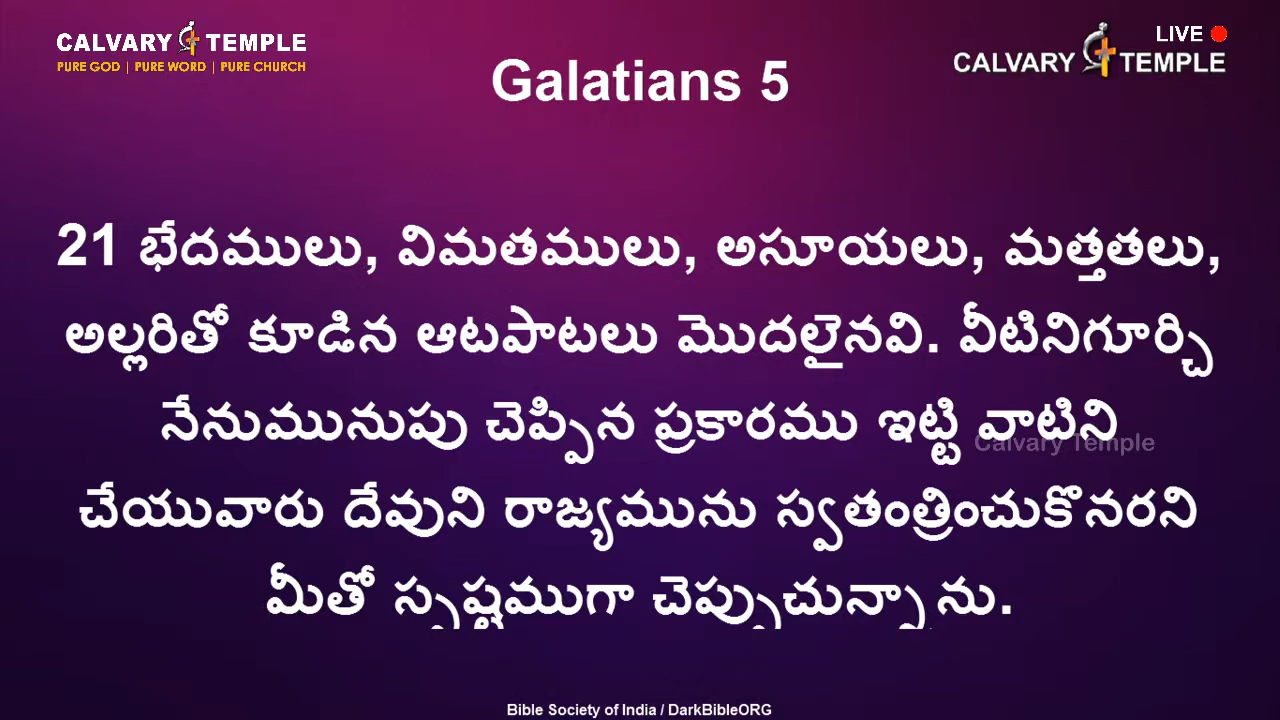 CALVARY TEMPLE
PURE GOD | PURE WORD | PURE CHURCH
LIVE
CALVARY TEMPLE
Galatians 5
21 భేదములు, విమతములు, అసూయలు, మత్తతలు,
అల్లరితో కూడిన ఆటపాటలు మొదలైనవి. వీటినిగూర్చి
నేనుమునుపు చెప్పిన ప్రకారము ఇట్టి వాటిని
Calvary Temple
చేయువారు దేవుని రాజ్యమును స్వతంత్రించుకొనరని
మీతో స్పష్టముగా చెప్పుచున్నాను.
Bible Society of India / DarkBibleORG